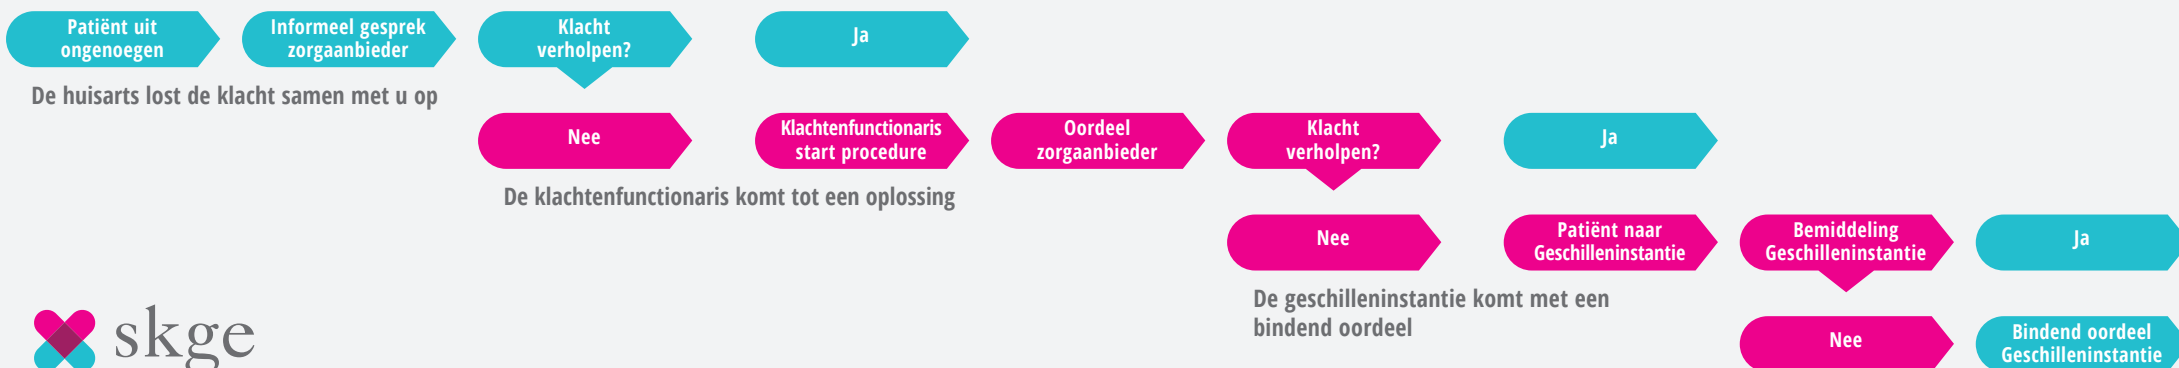 Patiënt uit
ongenoegen
Informeel gesprek
zorgaanbieder
Klacht
verholpen?
Ja
De huisarts lost de klacht samen met u op
Nee
Klachtenfunctionaris
start procedure
Oordeel
zorgaanbieder
Klacht
verholpen?
Ja
De klachtenfunctionaris komt tot een oplossing
Nee
Patiënt naar
Geschilleninstantie
Bemiddeling
Geschilleninstantie
Ja
De geschilleninstantie komt met een
bindend oordeel
Nee
Bindend oordeel
Geschilleninstantie
skge